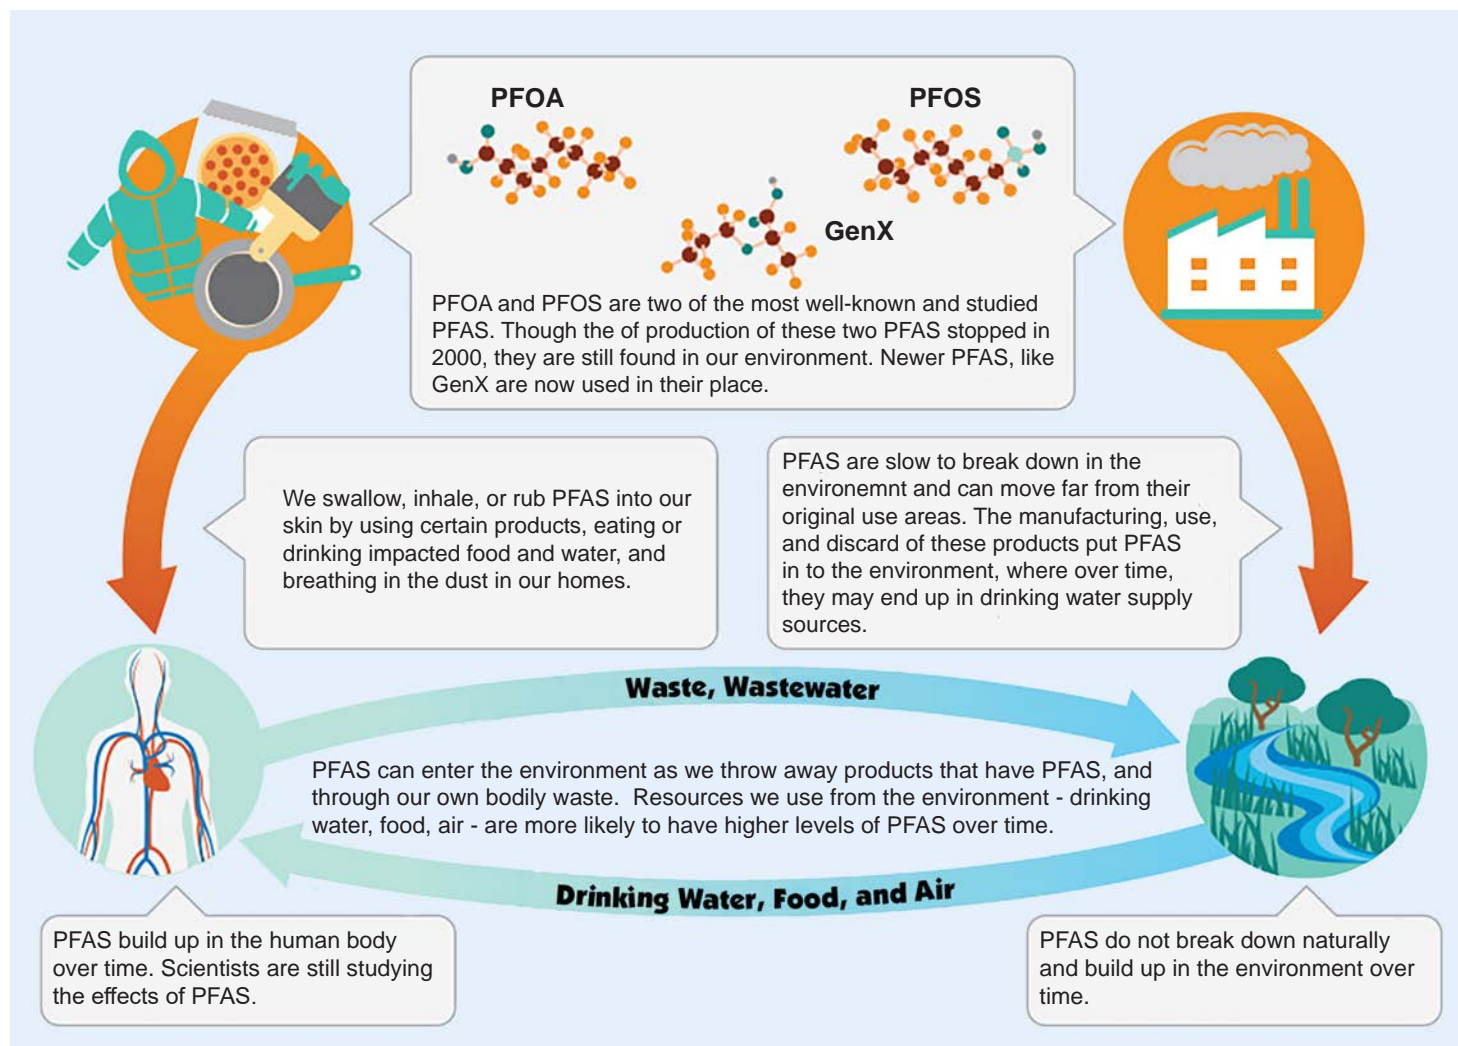 PFOA
PFOS
GenX
PFOA and PFOS are two of the most well-known and studied
PFAS. Though the of production of these two PFAS stopped in
2000, they are still found in our environment. Newer PFAS, like
GenX are now used in their place.
We swallow, inhale, or rub PFAS into our
skin by using certain products, eating or
drinking impacted food and water, and
breathing in the dust in our homes.
PFAS are slow to break down in the
environemnt and can move far from their
original use areas. The manufacturing, use,
and discard of these products put PFAS
in to the environment, where over time,
they may end up in drinking water supply
sources.
Waste, Wastewater
PFAS can enter the environment as we throw away products that have PFAS, and
through our own bodily waste.  Resources we use from the environment - drinking
water, food, air - are more likely to have higher levels of PFAS over time.
Drinking Water, Food, and Air
PFAS build up in the human body
over time. Scientists are still studying
the effects of PFAS.
PFAS do not break down naturally
and build up in the environment over
time.